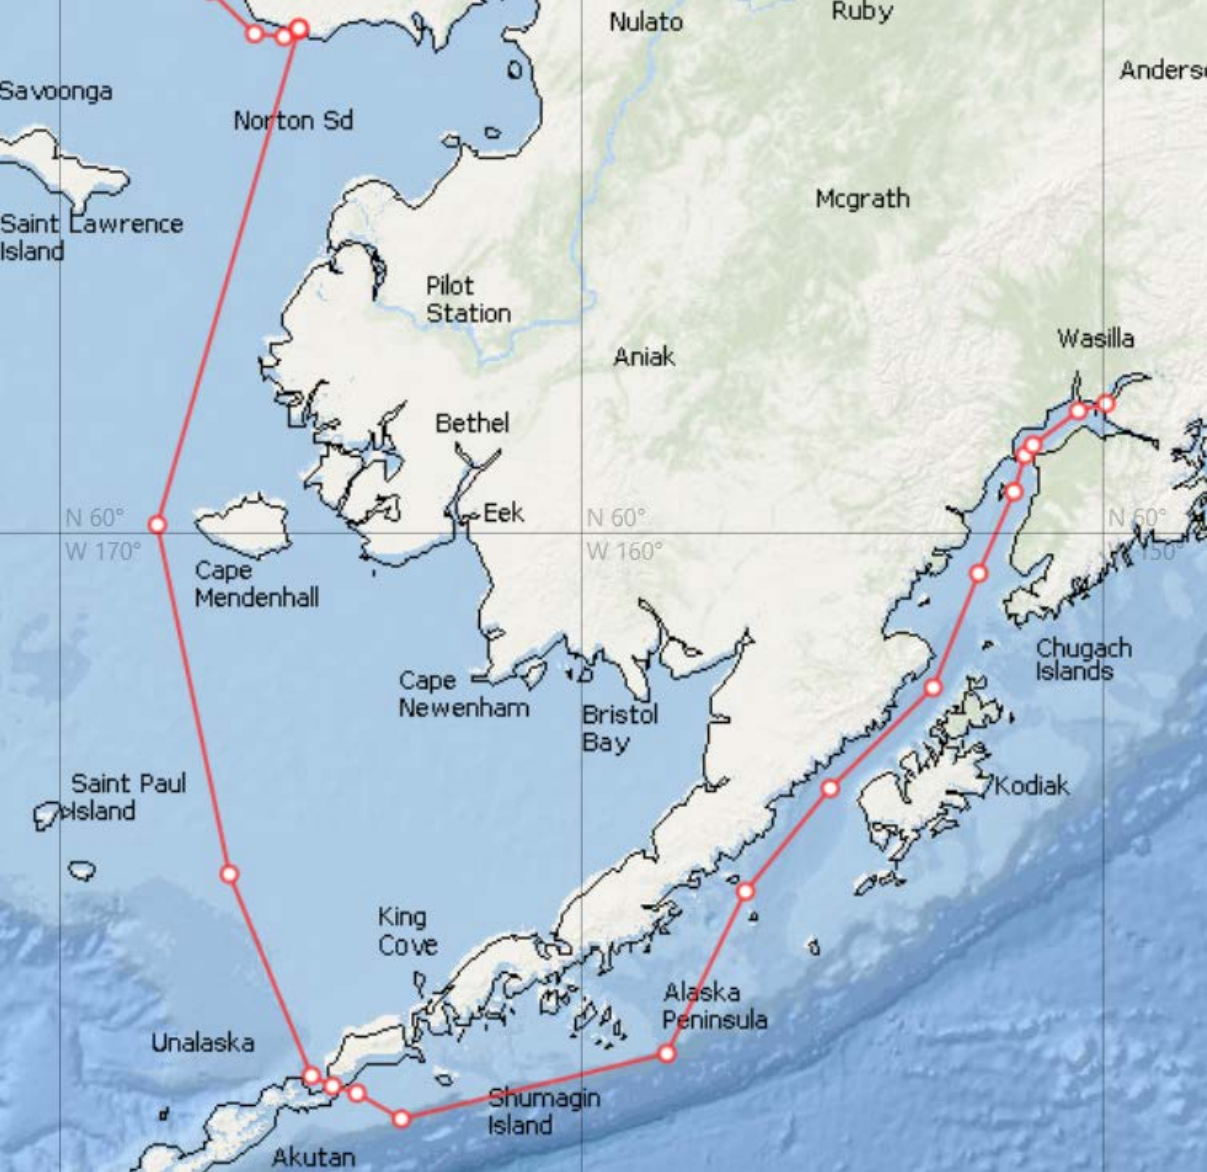 Nulato
Ruby
Anders
Savoonga
Norton Sd
Mcgrath
Saint Lawrence
Island
Pilot
Station
Wasilla
Aniak
Bethel
Eek
N 60°
W 170°
N 60°
W 160°
N 60°
150°
Cape
Mendenhall
Chugach
Islands
Cape
Newenham
Bristol
Bay
Saint Paul
Island
Kodiak
King
Cove
Alaska
Peninsula
Unalaska
Shumagin
Island
Akutan